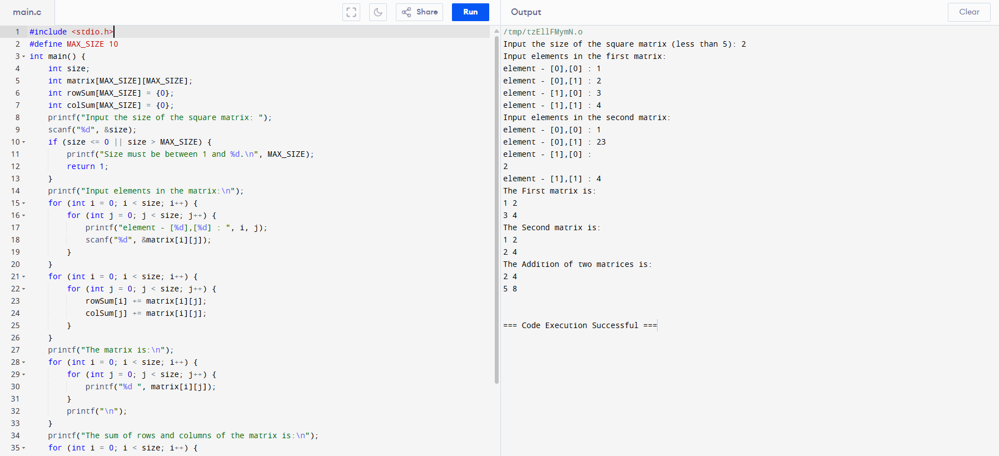 main.c
Share
Run
Output
Clear
1 #include <stdio.h>
2 #define MAX_SIZE 10
3 int main() {
4     int size;
5     int matrix[MAX_SIZE][MAX_SIZE];
6     int rowSum[MAX_SIZE] = {0};
7     int colSum[MAX_SIZE] = {0};
8     printf("Input the size of the square matrix: ");
9     scanf("%d", &size);
10     if (size <= 0 || size > MAX_SIZE) {
11         printf("Size must be between 1 and %d.\n", MAX_SIZE);
12         return 1;
13     }
14     printf("Input elements in the matrix:\n");
15     for (int i = 0; i < size; i++) {
16         for (int j = 0; j < size; j++) {
17             printf("element - [%d],[%d] : ", i, j);
18             scanf("%d", &matrix[i][j]);
19         }
20     }
21     for (int i = 0; i < size; i++) {
22         for (int j = 0; j < size; j++) {
23             rowSum[i] += matrix[i][j];
24             colSum[j] += matrix[i][j];
25         }
26     }
27     printf("The matrix is:\n");
28     for (int i = 0; i < size; i++) {
29         for (int j = 0; j < size; j++) {
30             printf("%d ", matrix[i][j]);
31         }
32         printf("\n");
33     }
34     printf("The sum of rows and columns of the matrix is:\n");
35     for (int i = 0; i < size; i++) {
/tmp/tzEllFMymN.o
Input the size of the square matrix (less than 5): 2
Input elements in the first matrix:
element - [0],[0] : 1
element - [0],[1] : 2
element - [1],[0] : 3
element - [1],[1] : 4
Input elements in the second matrix:
element - [0],[0] : 1
element - [0],[1] : 23
element - [1],[0] :
2
element - [1],[1] : 4
The First matrix is:
1 2
3 4
The Second matrix is:
1 2
2 4
The Addition of two matrices is:
2 4
5 8
=== Code Execution Successful ===